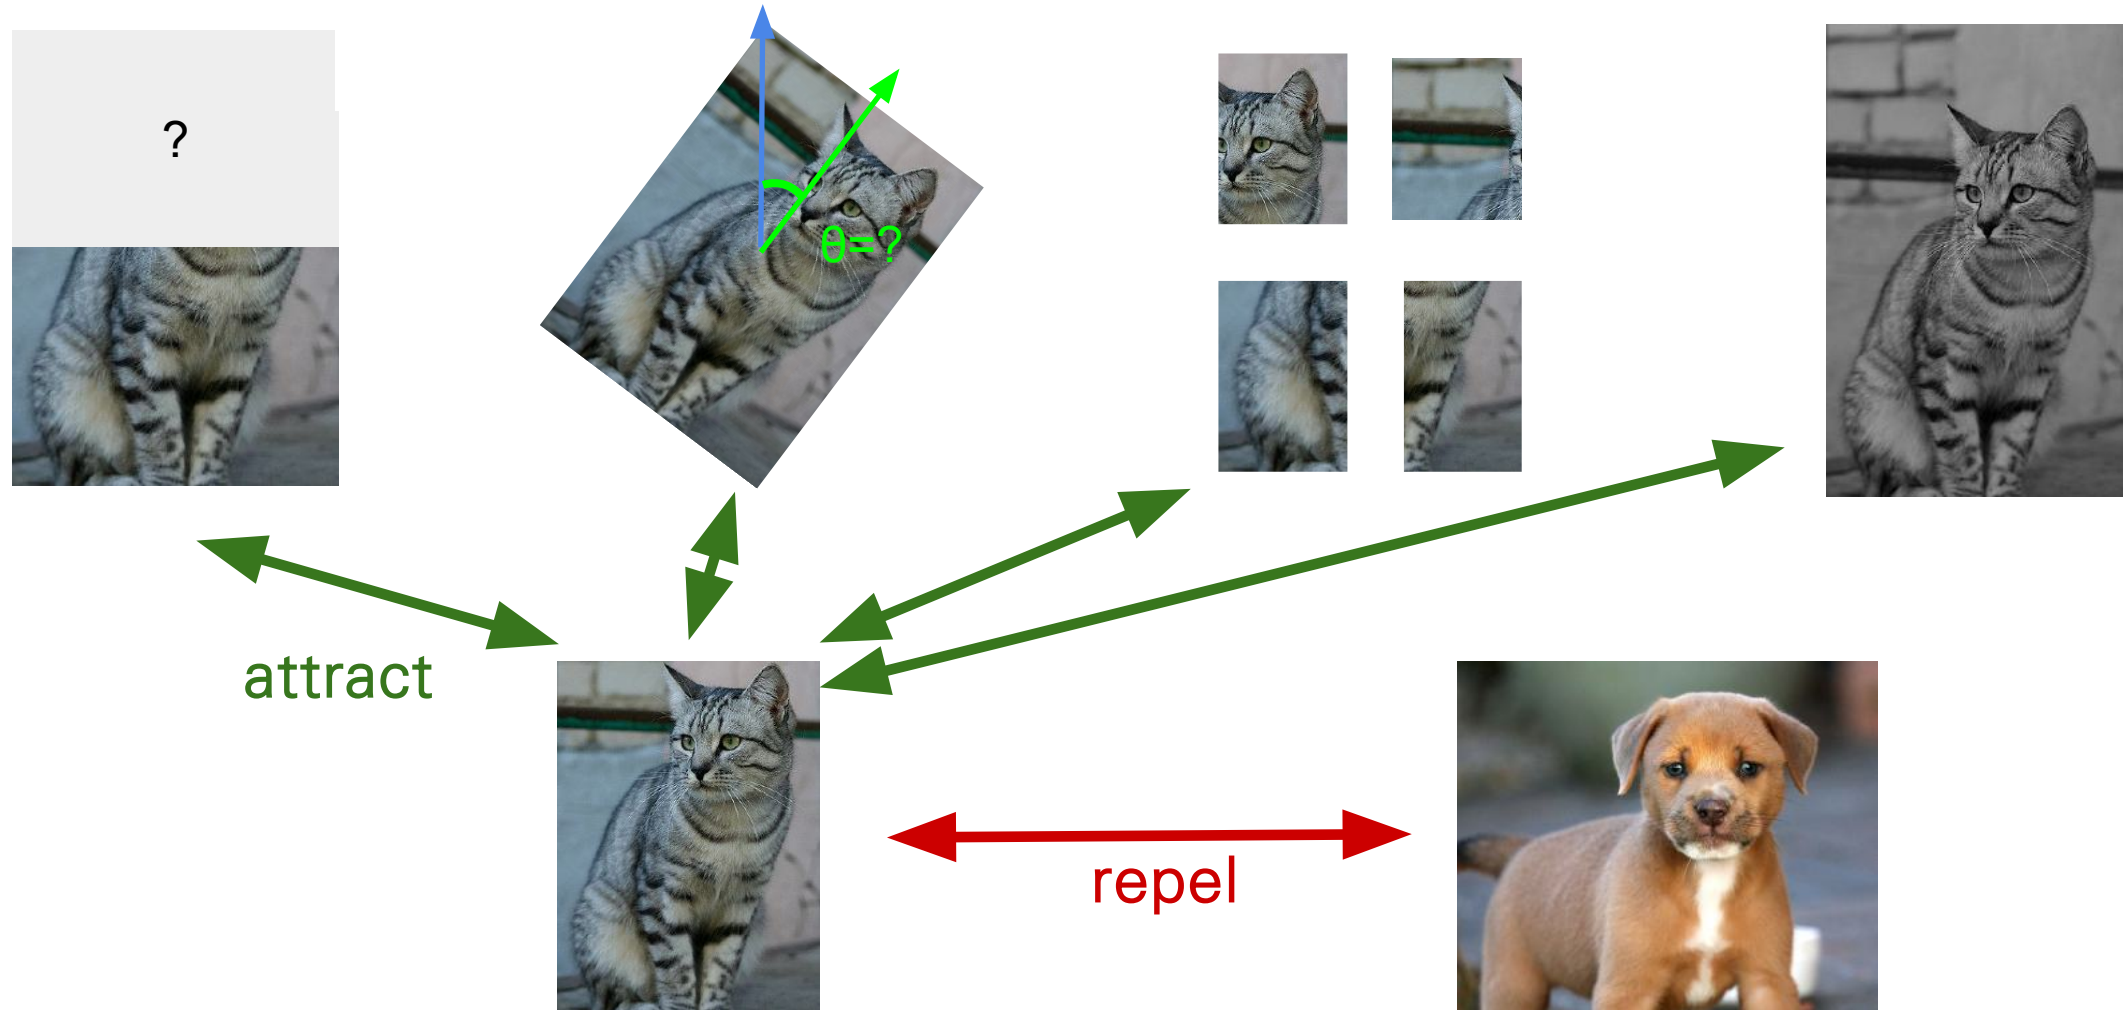 ?
θ=?
attract
repel